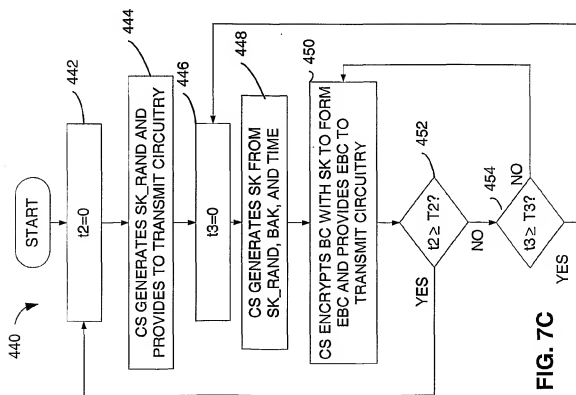 440
START
442
t2=0
444
CS GENERATES SK_RAND AND
PROVIDES TO TRANSMIT CIRCUITRY
446
t3=0
448
CS GENERATES SK FROM
SK_RAND, BAK, AND TIME
450
CS ENCRYPTS BC WITH SK TO FORM
EBC AND PROVIDES EBC TO
TRANSMIT CIRCUITRY
452
t2≥ T2?
YES
NO
454
t3≥ T3?
NO
YES
FIG. 7C